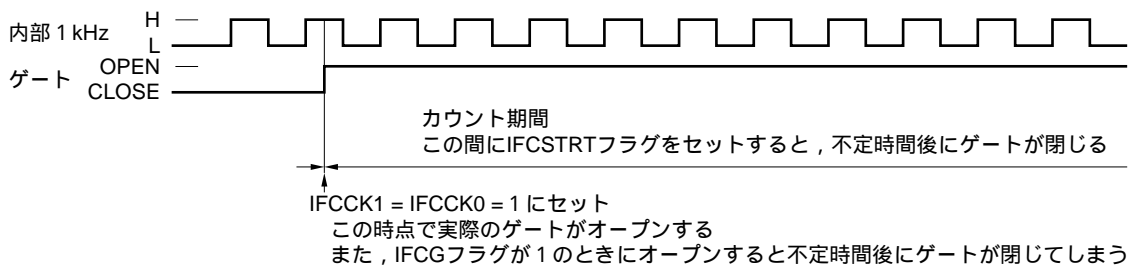 H
内部 1 kHz
L
OPEN
ゲート
CLOSE
カウント期間
この間にIFCSTRTフラグをセットすると，不定時間後にゲートが閉じる
IFCCK1 = IFCCK0 = 1 にセット
この時点で実際のゲートがオープンする
また，IFCGフラグが 1 のときにオープンすると不定時間後にゲートが閉じてしまう